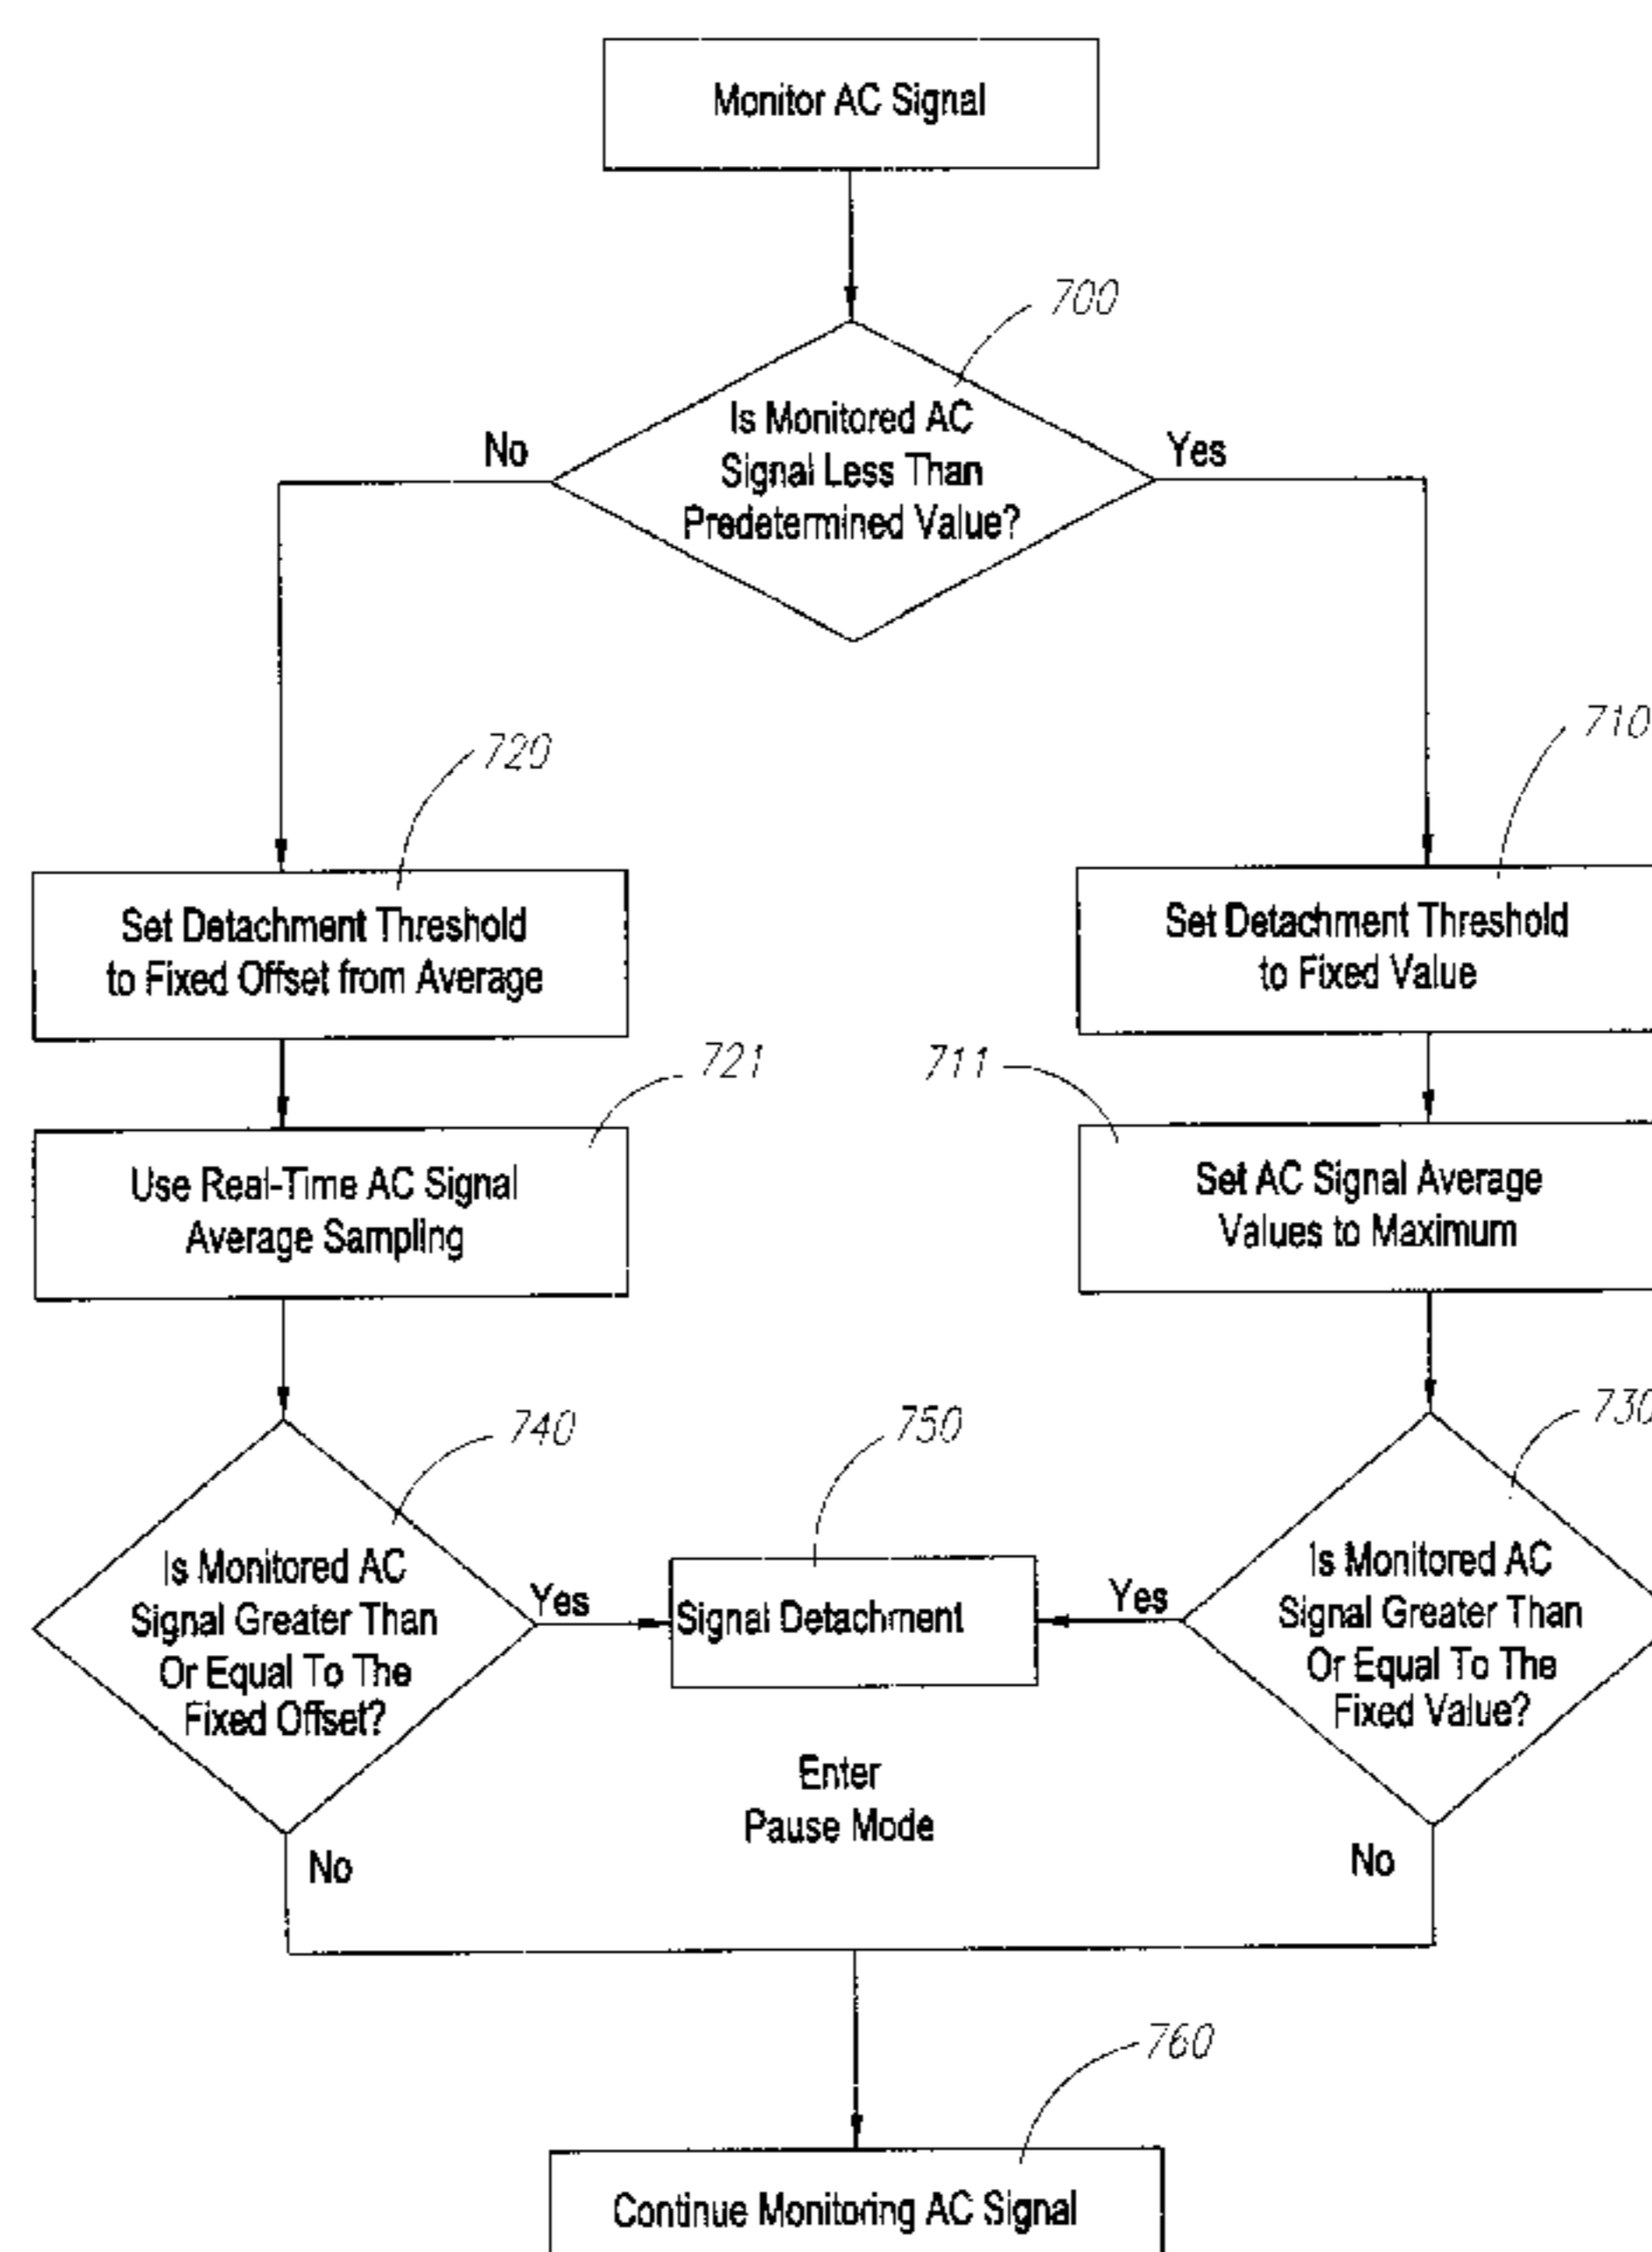 Monitor AC Signal
700
Is Monitored AC
Signal Less Than
Predetermined Value?
No
Yes
720
710
Set Detachment Threshold
to Fixed Offset from Average
Set Detachment Threshold
to Fixed Value
721
711
Use Real-Time AC Signal
Average Sampling
Set AC Signal Average
Values to Maximum
740
750
730
Is Monitored AC
Signal Greater Than
Or Equal To The
Fixed Offset?
Yes
Signal Detachment
Yes
Is Monitored AC
Signal Greater Than
Or Equal To The
Fixed Value?
Enter
Pause Mode
No
No
760
Continue Monitoring AC Signal